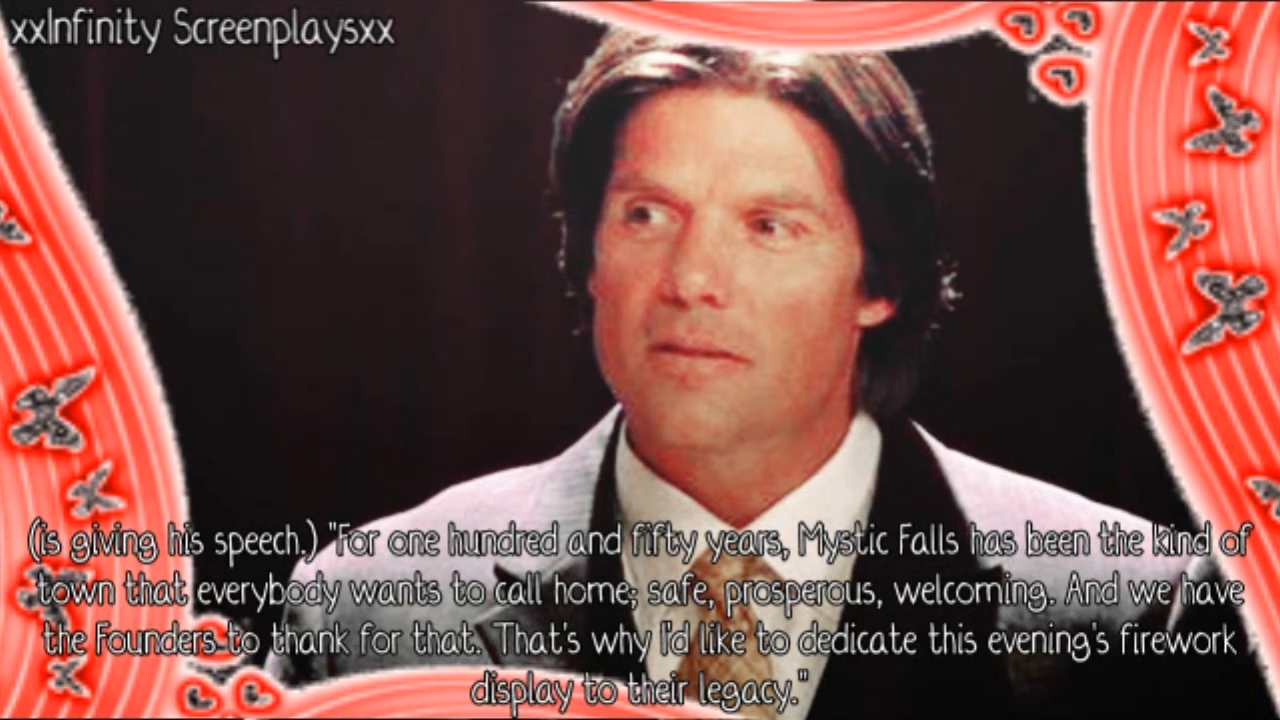 xxInfinity Screenplaysxx
(is giving his speech.) "For one hundred and fifty years, Mystic Falls has been the kind of
town that everybody wants to call home; safe, prosperous, welcoming. And we have
the Founders to thank for that. That's why I'd like to dedicate this evening's firework
display to their legacy."